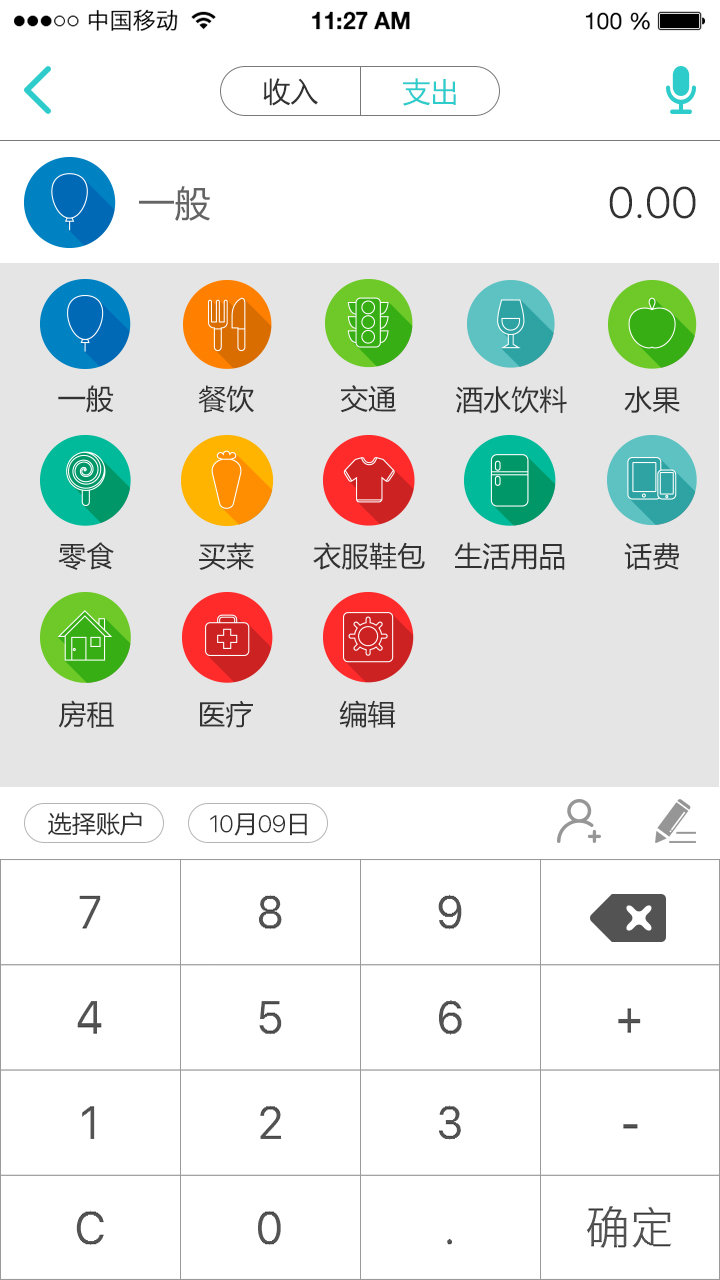 中国移动 11:27 AM 100 %
收入 支出
一般 0.00
一般 餐饮 交通 酒水饮料 水果
零食 买菜 衣服鞋包 生活用品 话费
房租 医疗 编辑
选择账户 10月09日
7 8 9
4 5 6 +
1 2 3 -
C 0 . 确定